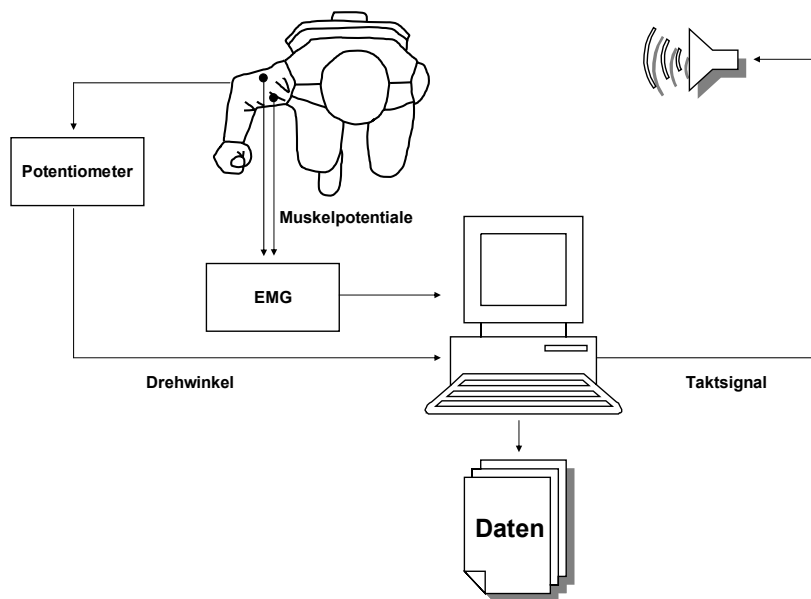 Potentiometer
Muskelpotentiale
EMG
Drehwinkel
Taktsignal
Daten